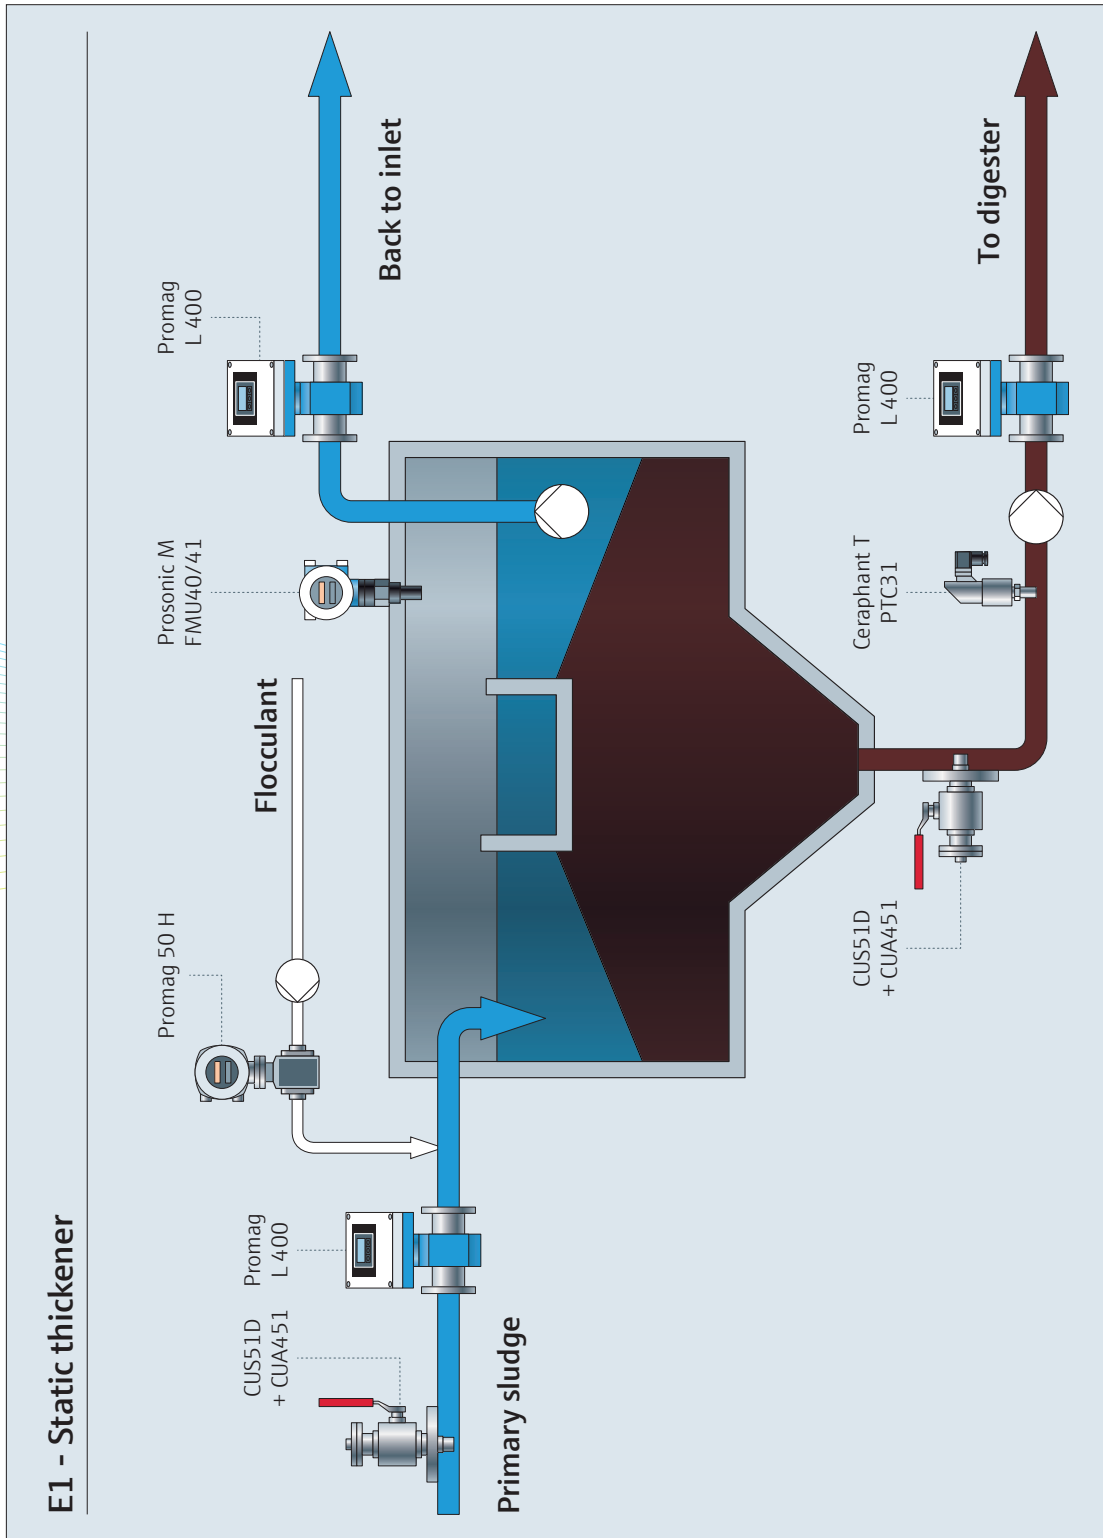 E1 - Static thickener
CUS51D
+ CUA451
Promag
L 400
Primary sludge
Promag 50 H
Flocculant
Prosonic M
FMU40/41
Promag
L 400
Back to inlet
CUS51D
+ CUA451
Ceraphant T
PTC31
Promag
L 400
To digester